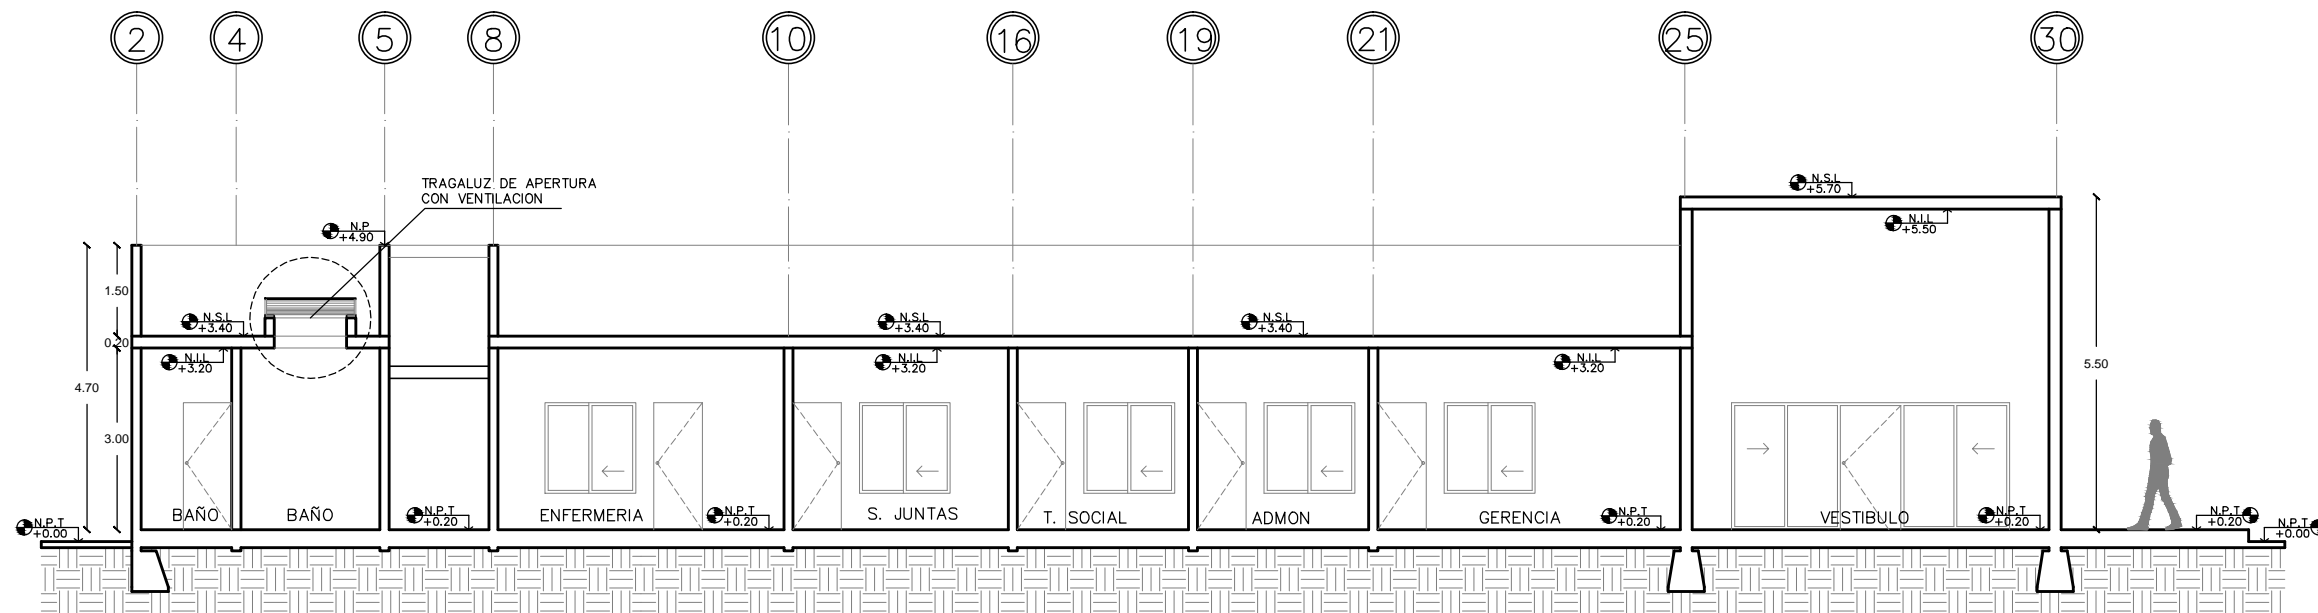 2
4
5
8
10
16
19
21
25
30
TRAGALUZ DE APERTURA
CON VENTILACION
N.S.L
+5.70
N.I.L
+5.50
N.P
+4.90
1.50
N.S.L
+3.40
N.S.L
+3.40
N.S.L
+3.40
0.20
N.I.L
+3.20
N.I.L
+3.20
N.I.L
+3.20
4.70
5.50
3.00
BAÑO
BAÑO
N.P.T
+0.20
ENFERMERIA
N.P.T
+0.20
S. JUNTAS
T. SOCIAL
ADMON
GERENCIA
N.P.T
+0.20
VESTIBULO
N.P.T
+0.20
N.P.T
+0.20
N.P.T
+0.00
N.P.T
+0.00